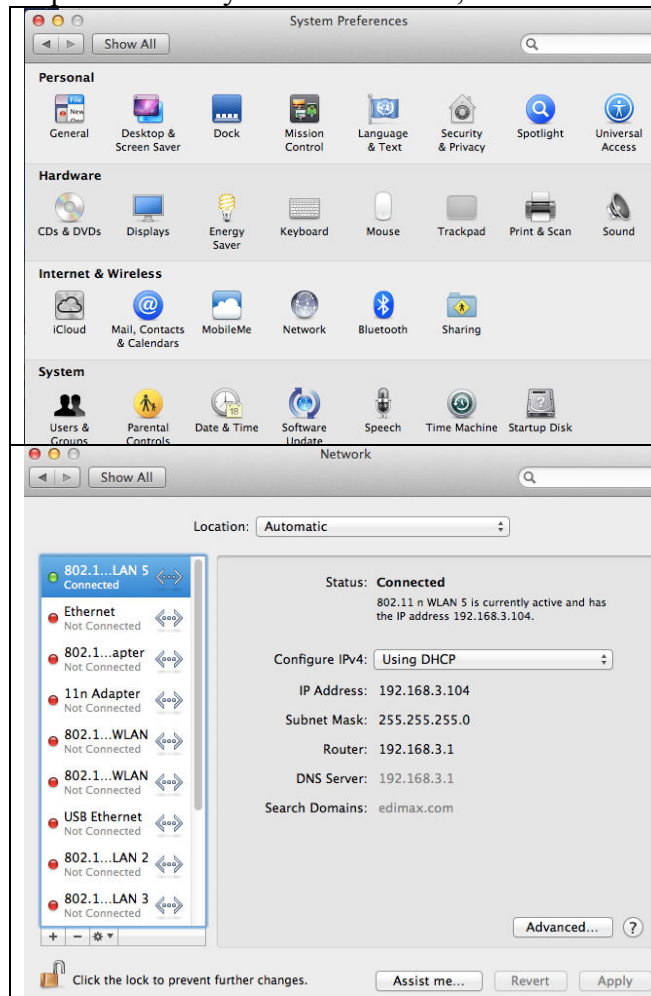 System Preferences
Show All
Personal
General Desktop & Screen Saver Dock Mission Control Language & Text Security & Privacy Spotlight Universal Access
Hardware
CDs & DVDs Displays Energy Saver Keyboard Mouse Trackpad Print & Scan Sound
Internet & Wireless
iCloud Mail, Contacts & Calendars MobileMe Network Bluetooth Sharing
System
Users & Groups Parental Controls Date & Time Software Update Speech Time Machine Startup Disk
Network
Show All
Location: Automatic
802.1...LAN 5
Connected
Ethernet
Not Connected
802.1...apter
Not Connected
11n Adapter
Not Connected
802.1...WLAN
Not Connected
802.1...WLAN
Not Connected
USB Ethernet
Not Connected
802.1...LAN 2
Not Connected
802.1...LAN 3
Not Connected
Status: Connected
802.11 n WLAN 5 is currently active and has
the IP address 192.168.3.104.
Configure IPv4: Using DHCP
IP Address: 192.168.3.104
Subnet Mask: 255.255.255.0
Router: 192.168.3.1
DNS Server: 192.168.3.1
Search Domains: edimax.com
Advanced... ?
Click the lock to prevent further changes.
Assist me... Revert Apply